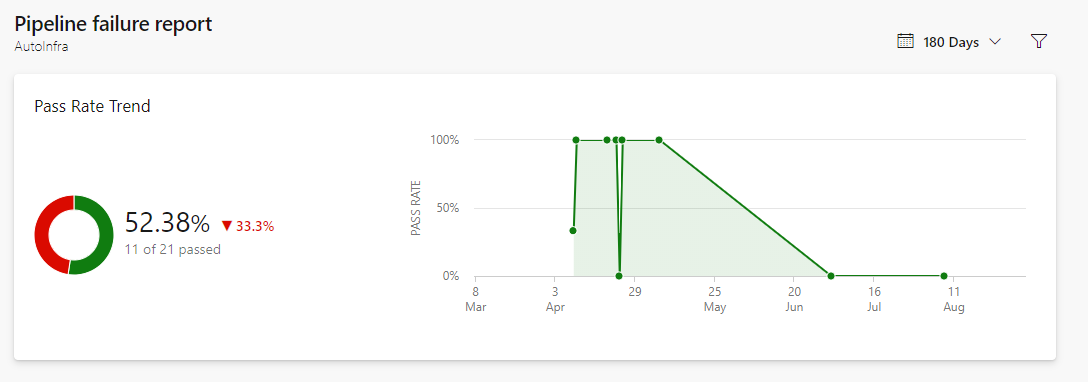 Pipeline failure report
AutoInfra
180 Days
Pass Rate Trend
52.38% ▼ 33.3%
11 of 21 passed
PASS RATE
100%
50%
0%
8 3 29 25 20 16 11
Mar Apr May Jun Jul Aug